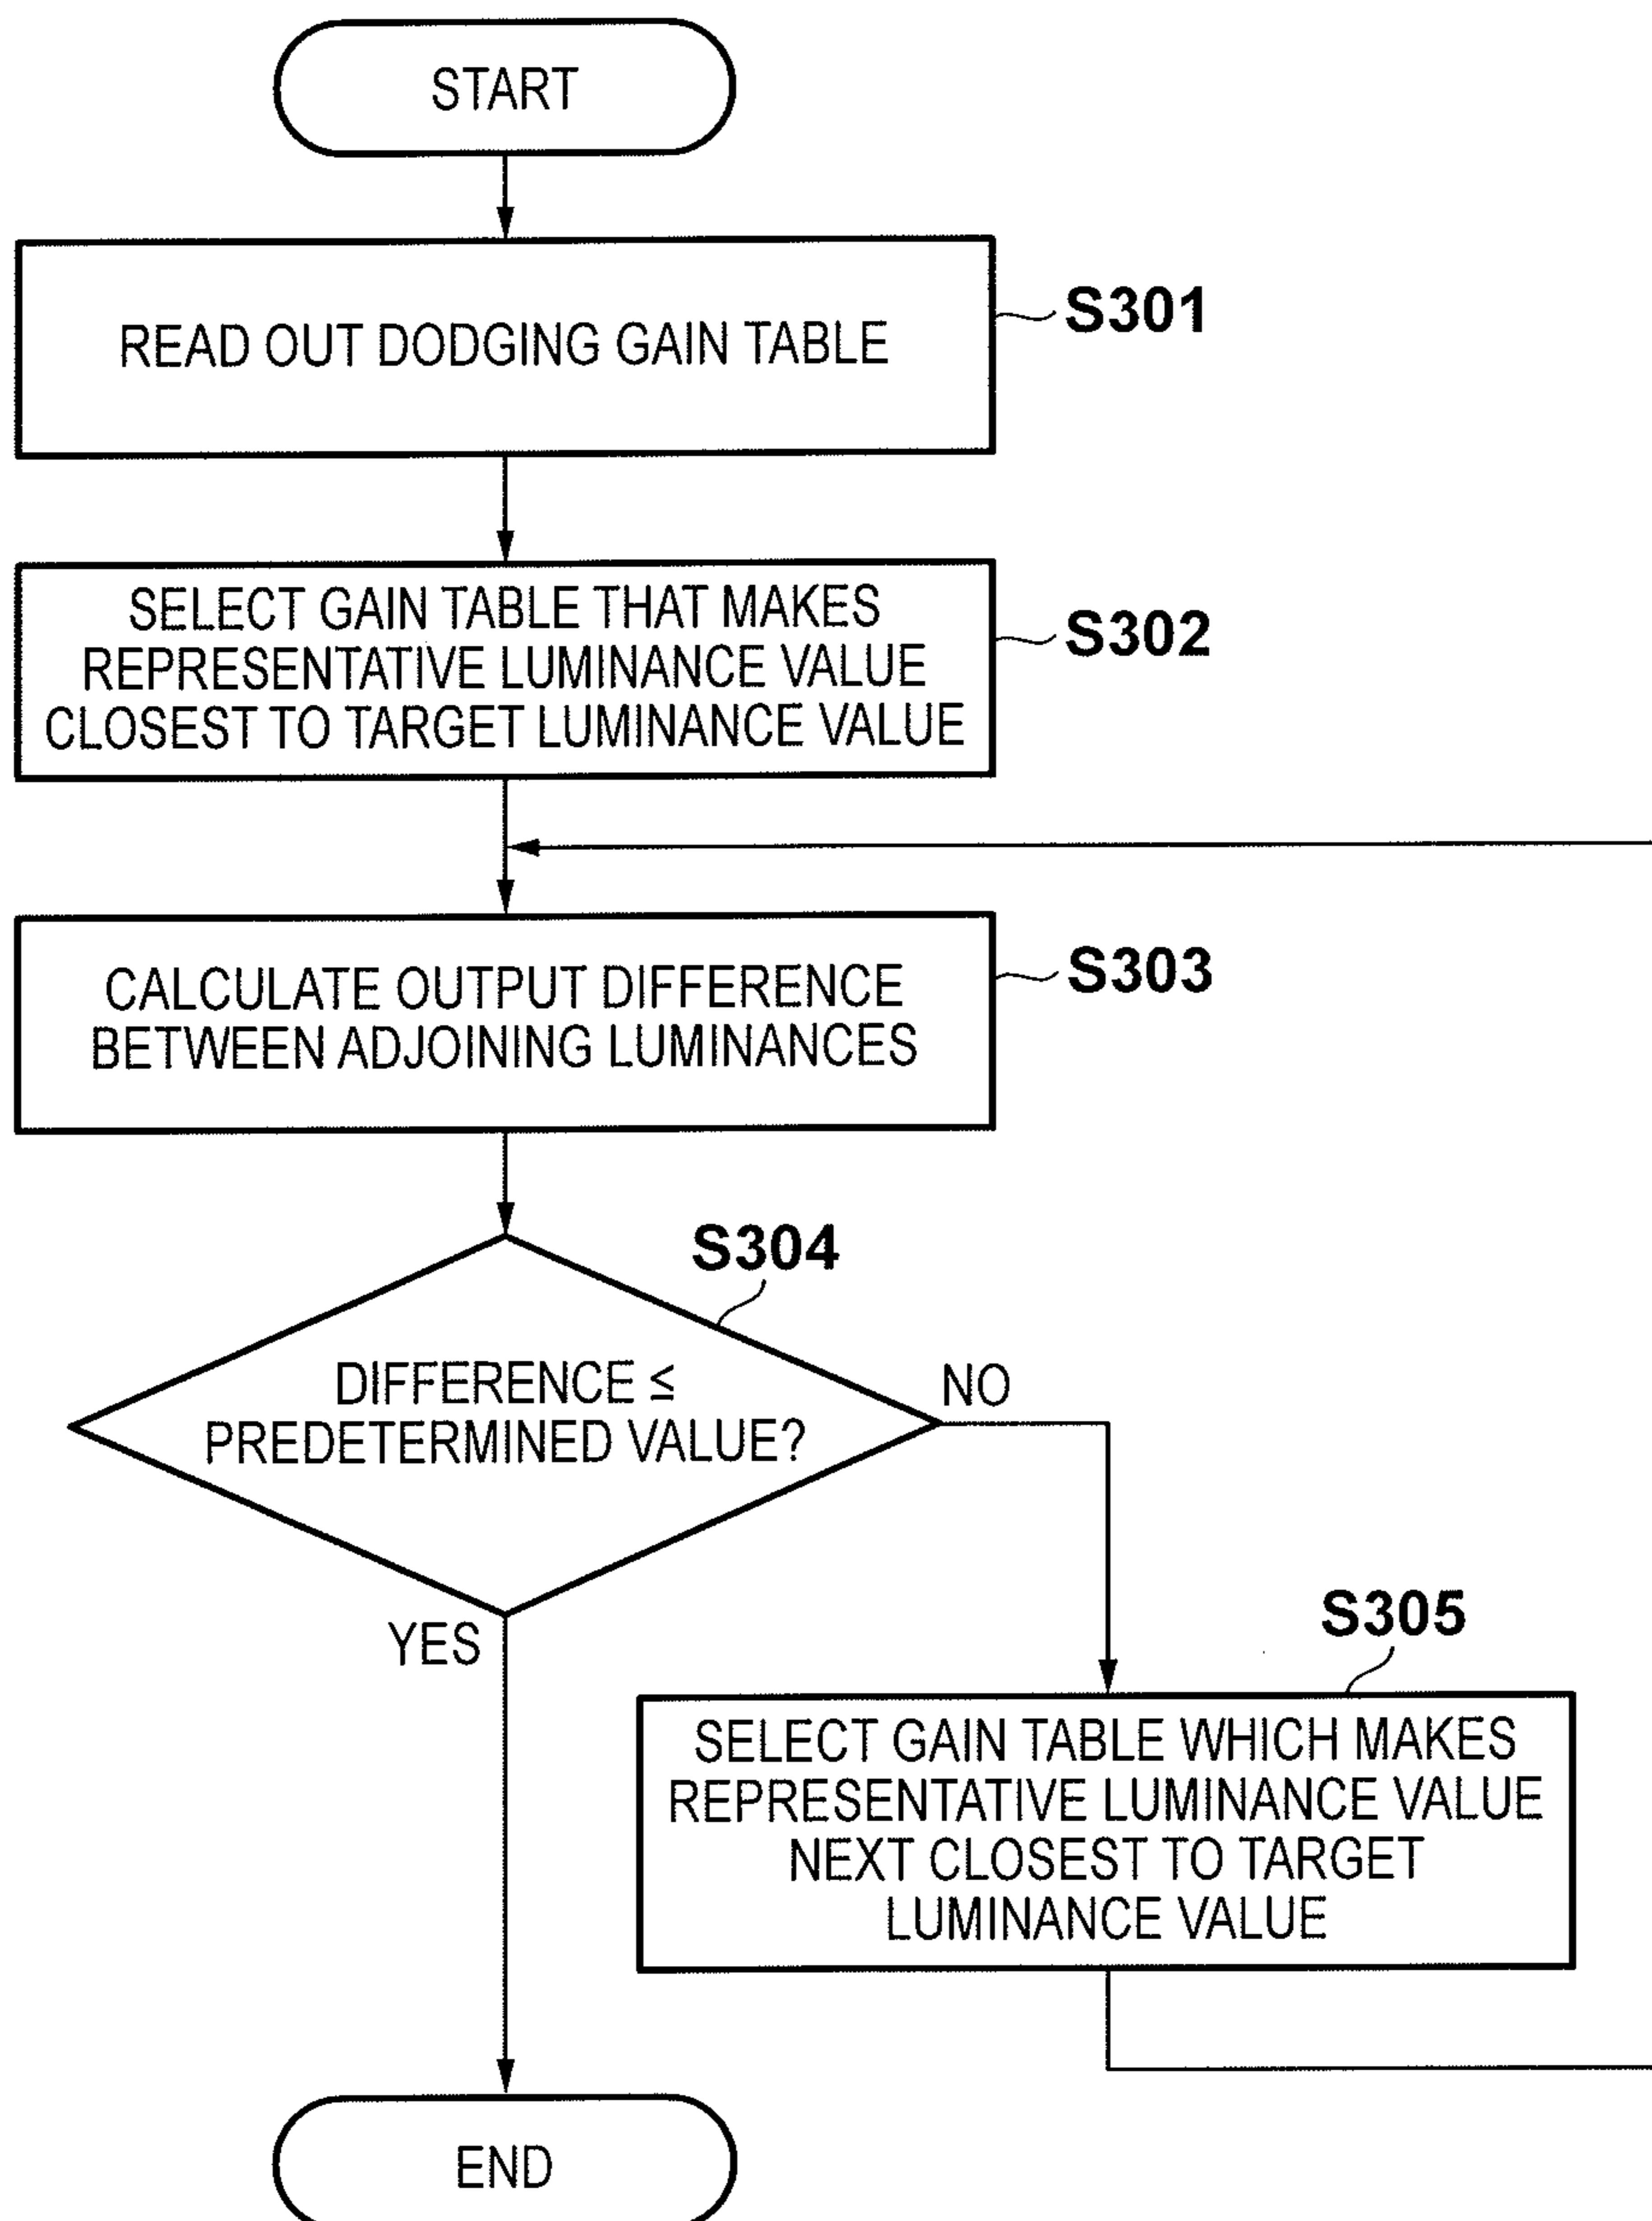 START
READ OUT DODGING GAIN TABLE
S301
SELECT GAIN TABLE THAT MAKES
REPRESENTATIVE LUMINANCE VALUE
CLOSEST TO TARGET LUMINANCE VALUE
S302
CALCULATE OUTPUT DIFFERENCE
BETWEEN ADJOINING LUMINANCES
S303
S304
DIFFERENCE ≤
PREDETERMINED VALUE?
NO
YES
S305
SELECT GAIN TABLE WHICH MAKES
REPRESENTATIVE LUMINANCE VALUE
NEXT CLOSEST TO TARGET
LUMINANCE VALUE
END